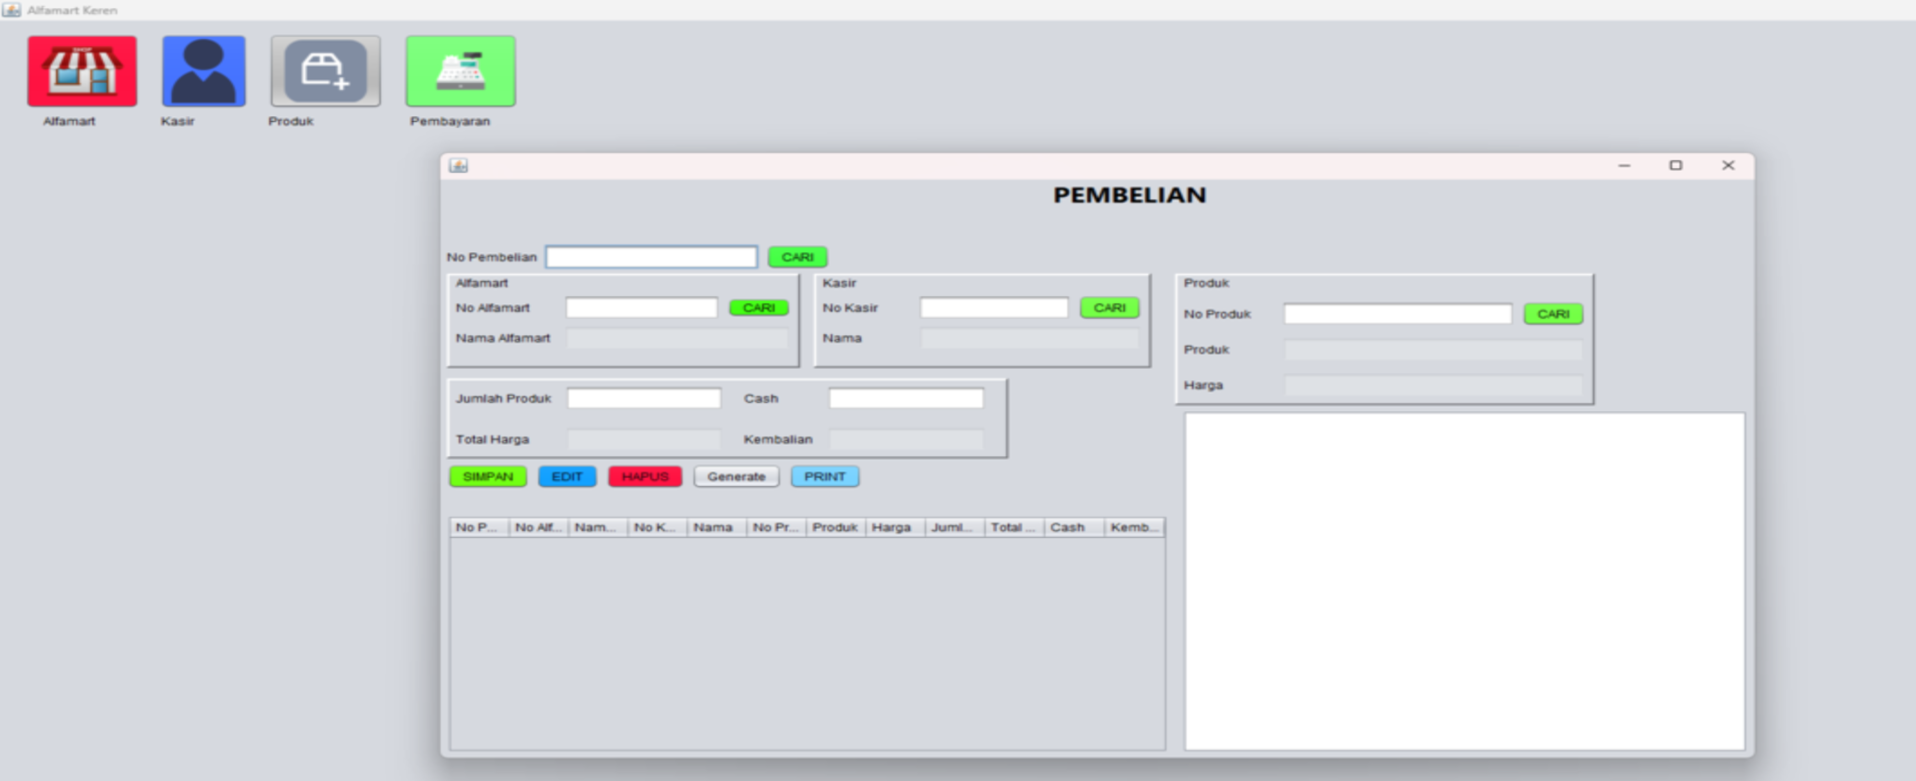 Alfamart Keren
SHOP
Alfamart Kasir Produk Pembayaran
PEMBELIAN
No Pembelian CARI
Alfamart
No Alfamart CARI
Nama Alfamart
Kasir
No Kasir CARI
Nama
Produk
No Produk CARI
Produk
Harga
Jumlah Produk Cash
Total Harga Kembalian
SIMPAN EDIT HAPUS Generate PRINT
No P... No Alf... Nam... No K... Nama No Pr... Produk Harga Juml... Total ... Cash Kemb...